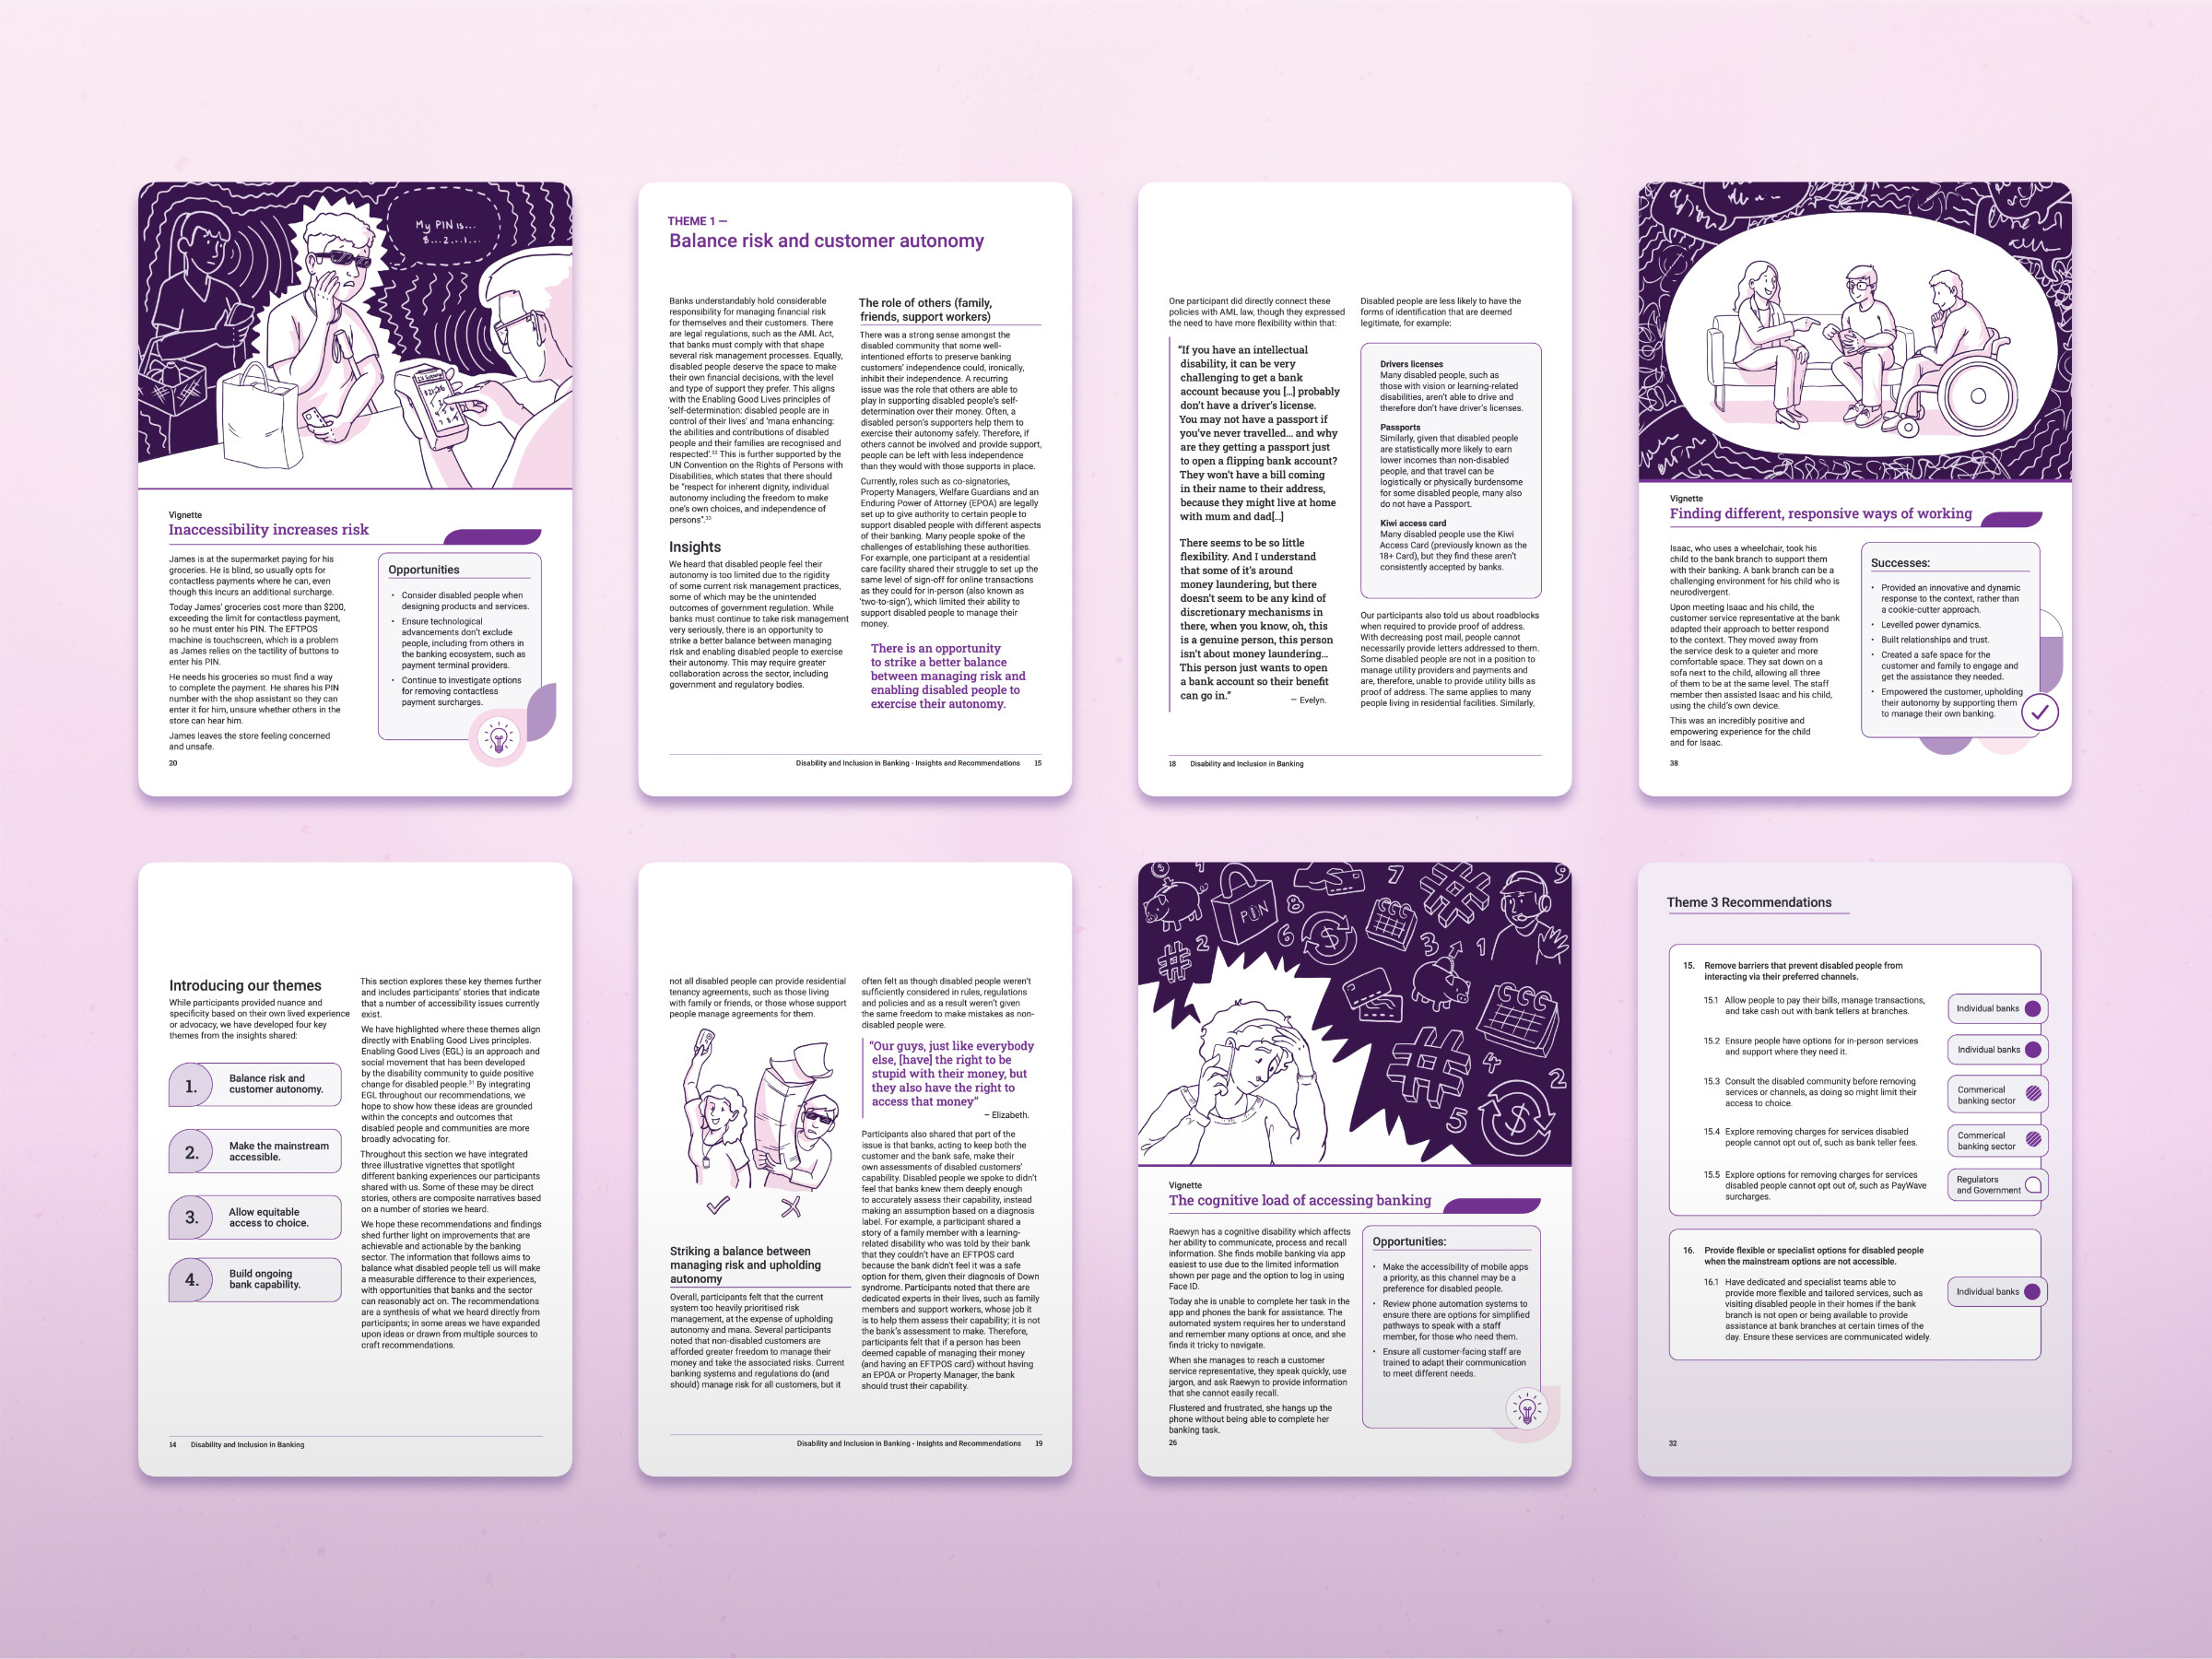 My PIN is...
8...2...1...
Vignette
Inaccessibility increases risk
James is at the supermarket paying for his
groceries. He is blind, so usually opts for
contactless payments where he can, even
though this incurs an additional surcharge.
Today James' groceries cost more than $200,
exceeding the limit for contactless payment,
so he must enter his PIN. The EFTPOS
machine is touchscreen, which is a problem
as James relies on the tactility of buttons to
enter his PIN.
He needs his groceries so must find a way
to complete the payment. He shares his PIN
number with the shop assistant so they can
enter it for him, unsure whether others in the
store can hear him.
James leaves the store feeling concerned
and unsafe.
Opportunities
• Consider disabled people when
designing products and services.
• Ensure technological
advancements don't exclude
people, including from others in
the banking ecosystem, such as
payment terminal providers.
• Continue to investigate options
for removing contactless
payment surcharges.
20
THEME 1 —
Balance risk and customer autonomy
Banks understandably hold considerable
responsibility for managing financial risk
for themselves and their customers. There
are legal regulations, such as the AML Act,
that banks must comply with that shape
several risk management processes. Equally,
disabled people deserve the space to make
their own financial decisions, with the level
and type of support they prefer. This aligns
with the Enabling Good Lives principles of
'self-determination: disabled people are in
control of their lives' and 'mana enhancing:
the abilities and contributions of disabled
people and their families are recognised and
respected'.³² This is further supported by the
UN Convention on the Rights of Persons with
Disabilities, which states that there should
be "respect for inherent dignity, individual
autonomy including the freedom to make
one's own choices, and independence of
persons".³³
Insights
We heard that disabled people feel their
autonomy is too limited due to the rigidity
of some current risk management practices,
some of which may be the unintended
outcomes of government regulation. While
banks must continue to take risk management
very seriously, there is an opportunity to
strike a better balance between managing
risk and enabling disabled people to exercise
their autonomy. This may require greater
collaboration across the sector, including
government and regulatory bodies.
The role of others (family,
friends, support workers)
There was a strong sense amongst the
disabled community that some well-
intentioned efforts to preserve banking
customers' independence could, ironically,
inhibit their independence. A recurring
issue was the role that others are able to
play in supporting disabled people's self-
determination over their money. Often, a
disabled person's supporters help them to
exercise their autonomy safely. Therefore, if
others cannot be involved and provide support,
people can be left with less independence
than they would with those supports in place.
Currently, roles such as co-signatories,
Property Managers, Welfare Guardians and an
Enduring Power of Attorney (EPOA) are legally
set up to give authority to certain people to
support disabled people with different aspects
of their banking. Many people spoke of the
challenges of establishing these authorities.
For example, one participant at a residential
care facility shared their struggle to set up the
same level of sign-off for online transactions
as they could for in-person (also known as
'two-to-sign'), which limited their ability to
support disabled people to manage their
money.
There is an opportunity
to strike a better balance
between managing risk and
enabling disabled people to
exercise their autonomy.
Disability and Inclusion in Banking - Insights and Recommendations 15
One participant did directly connect these
policies with AML law, though they expressed
the need to have more flexibility within that:
"If you have an intellectual
disability, it can be very
challenging to get a bank
account because you [...] probably
don't have a driver's license.
You may not have a passport if
you've never travelled... and why
are they getting a passport just
to open a flipping bank account?
They won't have a bill coming
in their name to their address,
because they might live at home
with mum and dad[...]
There seems to be so little
flexibility. And I understand
that some of it's around
money laundering, but there
doesn't seem to be any kind of
discretionary mechanisms in
there, when you know, oh, this
is a genuine person, this person
isn't about money laundering...
This person just wants to open
a bank account so their benefit
can go in."
– Evelyn.
Disabled people are less likely to have the
forms of identification that are deemed
legitimate, for example:
Drivers licenses
Many disabled people, such as
those with vision or learning-related
disabilities, aren't able to drive and
therefore don't have driver's licenses.
Passports
Similarly, given that disabled people
are statistically more likely to earn
lower incomes than non-disabled
people, and that travel can be
logistically or physically burdensome
for some disabled people, many also
do not have a Passport.
Kiwi access card
Many disabled people use the Kiwi
Access Card (previously known as the
18+ Card), but they find these aren't
consistently accepted by banks.
Our participants also told us about roadblocks
when required to provide proof of address.
With decreasing post mail, people cannot
necessarily provide letters addressed to them.
Some disabled people are not in a position to
manage utility providers and payments and
are, therefore, unable to provide utility bills as
proof of address. The same applies to many
people living in residential facilities. Similarly,
18 Disability and Inclusion in Banking
Vignette
Finding different, responsive ways of working
Isaac, who uses a wheelchair, took his
child to the bank branch to support them
with their banking. A bank branch can be a
challenging environment for his child who is
neurodivergent.
Upon meeting Isaac and his child, the
customer service representative at the bank
adapted their approach to better respond
to the context. They moved away from
the service desk to a quieter and more
comfortable space. They sat down on a
sofa next to the child, allowing all three
of them to be at the same level. The staff
member then assisted Isaac and his child,
using the child's own device.
This was an incredibly positive and
empowering experience for the child
and for Isaac.
Successes:
• Provided an innovative and dynamic
response to the context, rather than
a cookie-cutter approach.
• Levelled power dynamics.
• Built relationships and trust.
• Created a safe space for the
customer and family to engage and
get the assistance they needed.
• Empowered the customer, upholding
their autonomy by supporting them
to manage their own banking.
38
Introducing our themes
While participants provided nuance and
specificity based on their own lived experience
or advocacy, we have developed four key
themes from the insights shared:
1. Balance risk and
customer autonomy.
2. Make the mainstream
accessible.
3. Allow equitable
access to choice.
4. Build ongoing
bank capability.
This section explores these key themes further
and includes participants' stories that indicate
that a number of accessibility issues currently
exist.
We have highlighted where these themes align
directly with Enabling Good Lives principles.
Enabling Good Lives (EGL) is an approach and
social movement that has been developed
by the disability community to guide positive
change for disabled people.³¹ By integrating
EGL throughout our recommendations, we
hope to show how these ideas are grounded
within the concepts and outcomes that
disabled people and communities are more
broadly advocating for.
Throughout this section we have integrated
three illustrative vignettes that spotlight
different banking experiences our participants
shared with us. Some of these may be direct
stories, others are composite narratives based
on a number of stories we heard.
We hope these recommendations and findings
shed further light on improvements that are
achievable and actionable by the banking
sector. The information that follows aims to
balance what disabled people tell us will make
a measurable difference to their experiences,
with opportunities that banks and the sector
can reasonably act on. The recommendations
are a synthesis of what we heard directly from
participants; in some areas we have expanded
upon ideas or drawn from multiple sources to
craft recommendations.
14 Disability and Inclusion in Banking
not all disabled people can provide residential
tenancy agreements, such as those living
with family or friends, or those whose support
people manage agreements for them.
Striking a balance between
managing risk and upholding
autonomy
Overall, participants felt that the current
system too heavily prioritised risk
management, at the expense of upholding
autonomy and mana. Several participants
noted that non-disabled customers are
afforded greater freedom to manage their
money and take the associated risks. Current
banking systems and regulations do (and
should) manage risk for all customers, but it
often felt as though disabled people weren't
sufficiently considered in rules, regulations
and policies and as a result weren't given
the same freedom to make mistakes as non-
disabled people were.
"Our guys, just like everybody
else, [have] the right to be
stupid with their money, but
they also have the right to
access that money"
– Elizabeth.
Participants also shared that part of the
issue is that banks, acting to keep both the
customer and the bank safe, make their
own assessments of disabled customers'
capability. Disabled people we spoke to didn't
feel that banks knew them deeply enough
to accurately assess their capability, instead
making an assumption based on a diagnosis
label. For example, a participant shared a
story of a family member with a learning-
related disability who was told by their bank
that they couldn't have an EFTPOS card
because the bank didn't feel it was a safe
option for them, given their diagnosis of Down
syndrome. Participants noted that there are
dedicated experts in their lives, such as family
members and support workers, whose job it
is to help them assess their capability; it is not
the bank's assessment to make. Therefore,
participants felt that if a person has been
deemed capable of managing their money
(and having an EFTPOS card) without having
an EPOA or Property Manager, the bank
should trust their capability.
Disability and Inclusion in Banking - Insights and Recommendations 19
PIN
Vignette
The cognitive load of accessing banking
Raewyn has a cognitive disability which affects
her ability to communicate, process and recall
information. She finds mobile banking via app
easiest to use due to the limited information
shown per page and the option to log in using
Face ID.
Today she is unable to complete her task in the
app and phones the bank for assistance. The
automated system requires her to understand
and remember many options at once, and she
finds it tricky to navigate.
When she manages to reach a customer
service representative, they speak quickly, use
jargon, and ask Raewyn to provide information
that she cannot easily recall.
Flustered and frustrated, she hangs up the
phone without being able to complete her
banking task.
Opportunities:
• Make the accessibility of mobile apps
a priority, as this channel may be a
preference for disabled people.
• Review phone automation systems to
ensure there are options for simplified
pathways to speak with a staff
member, for those who need them.
• Ensure all customer-facing staff are
trained to adapt their communication
to meet different needs.
26
Theme 3 Recommendations
15. Remove barriers that prevent disabled people from
interacting via their preferred channels.
15.1 Allow people to pay their bills, manage transactions,
and take cash out with bank tellers at branches.
Individual banks
15.2 Ensure people have options for in-person services
and support where they need it.
Individual banks
15.3 Consult the disabled community before removing
services or channels, as doing so might limit their
access to choice.
Commerical
banking sector
15.4 Explore removing charges for services disabled
people cannot opt out of, such as bank teller fees.
Commerical
banking sector
15.5 Explore options for removing charges for services
disabled people cannot opt out of, such as PayWave
surcharges.
Regulators
and Government
16. Provide flexible or specialist options for disabled people
when the mainstream options are not accessible.
16.1 Have dedicated and specialist teams able to
provide more flexible and tailored services, such as
visiting disabled people in their homes if the bank
branch is not open or being available to provide
assistance at bank branches at certain times of the
day. Ensure these services are communicated widely.
Individual banks
32